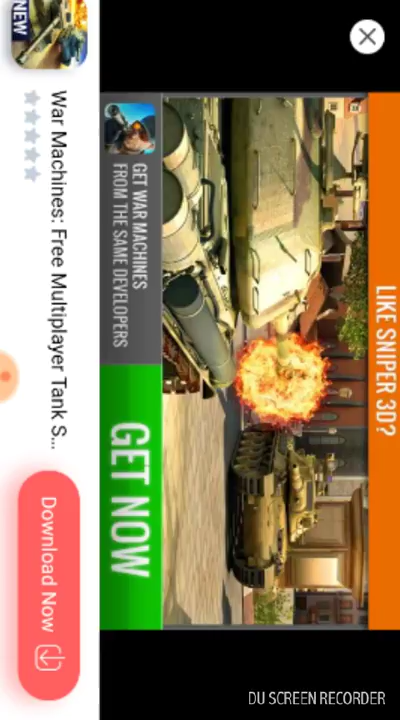 LIKE SNIPER 3D?
GET WAR MACHINES
FROM THE SAME DEVELOPERS
GET NOW
NEW
War Machines: Free Multiplayer Tank S...
Download Now
DU SCREEN RECORDER